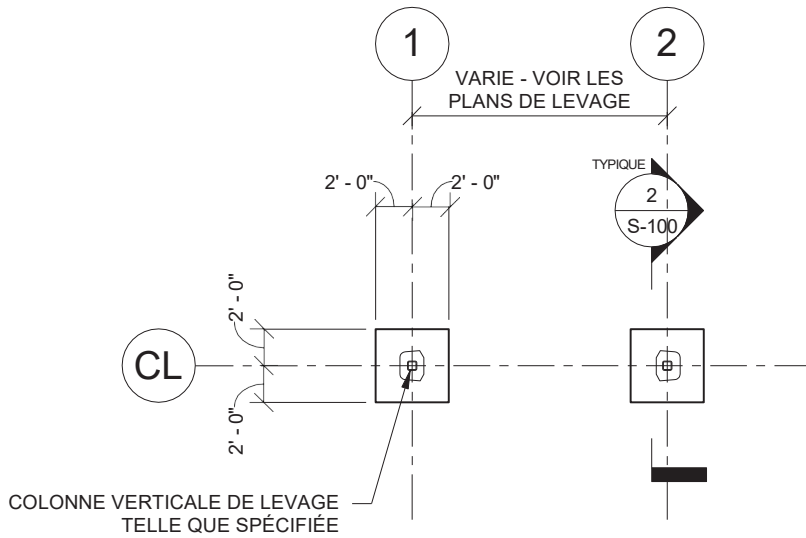 1
2
VARIE - VOIR LES
PLANS DE LEVAGE
TYPIQUE
2' - 0"
2' - 0"
2
S-100
2' - 0"
CL
2' - 0"
COLONNE VERTICALE DE LEVAGE
TELLE QUE SPÉCIFIÉE